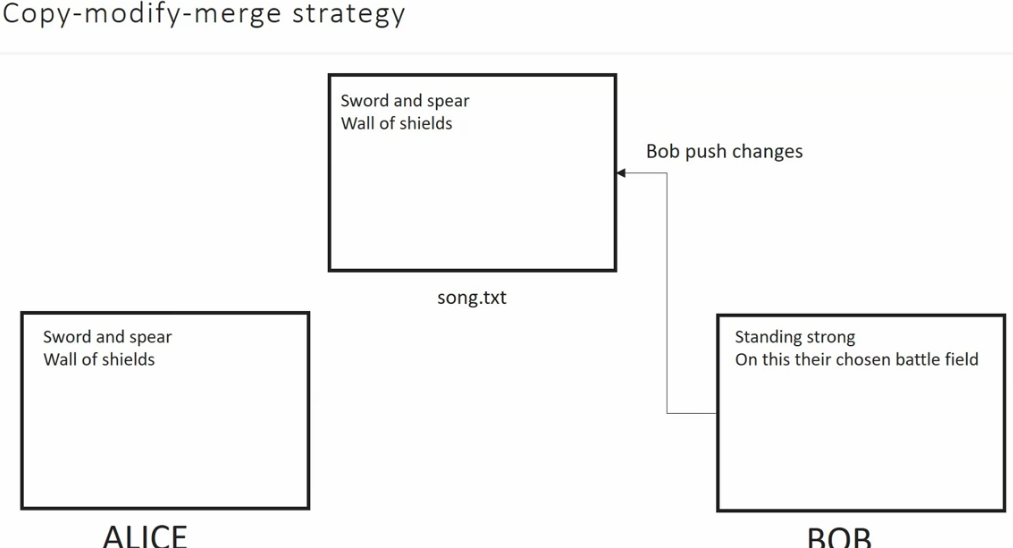 Copy-modify-merge strategy
Sword and spear
Wall of shields
Bob push changes
song.txt
Sword and spear
Wall of shields
Standing strong
On this their chosen battle field
ALICE
BOB